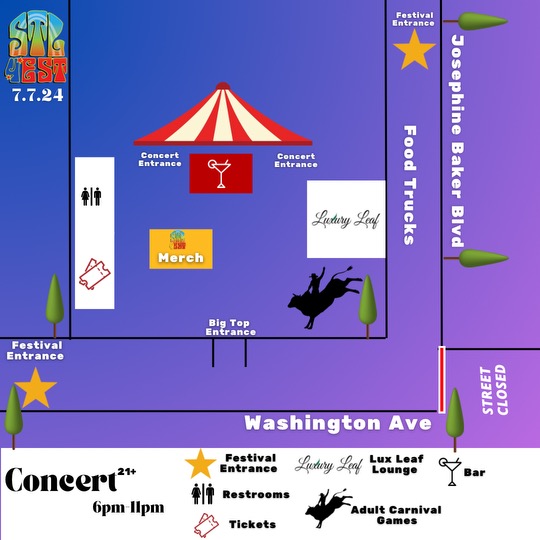 STL
FEST
7.7.24
Festival
Entrance
Josephine Baker Blvd
Food Trucks
Concert
Entrance
Concert
Entrance
Luxury Leaf
STL
FEST
Merch
Big Top
Entrance
Festival
Entrance
STREET
CLOSED
Washington Ave
Concert 21+
6pm-11pm
Festival
Entrance
Restrooms
Tickets
Luxury Leaf
Lux Leaf
Lounge
Bar
Adult Carnival
Games